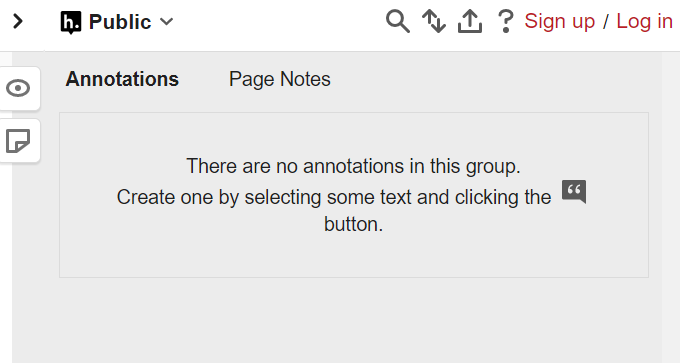 h. Public
Sign up / Log in
Annotations Page Notes
There are no annotations in this group.
Create one by selecting some text and clicking the
button.